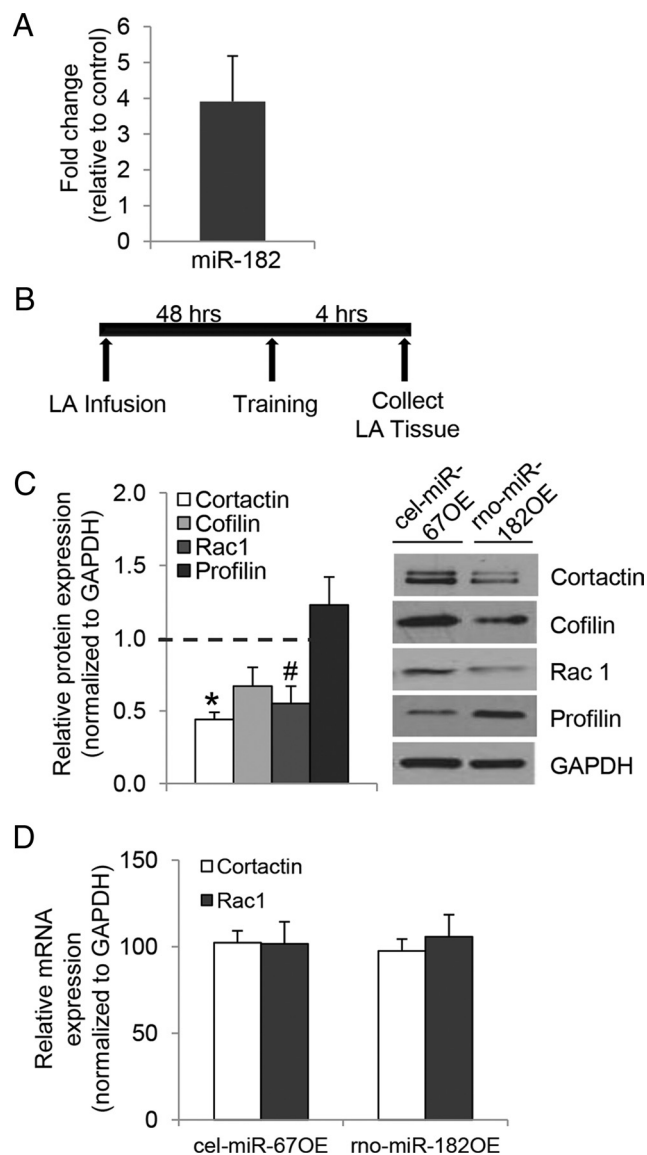 A
Fold change
(relative to control)
6
5
4
3
2
1
0
miR-182
B
48 hrs
4 hrs
LA Infusion
Training
Collect
LA Tissue
C
Relative protein expression
(normalized to GAPDH)
2.0
1.5
1.0
0.5
0.0
Cortactin
Cofilin
Rac1
Profilin
*
#
cel-miR-
67OE
rno-miR-
182OE
Cortactin
Cofilin
Rac 1
Profilin
GAPDH
D
Relative mRNA
expression
(normalized to GAPDH)
150
100
50
0
Cortactin
Rac1
cel-miR-67OE
rno-miR-182OE